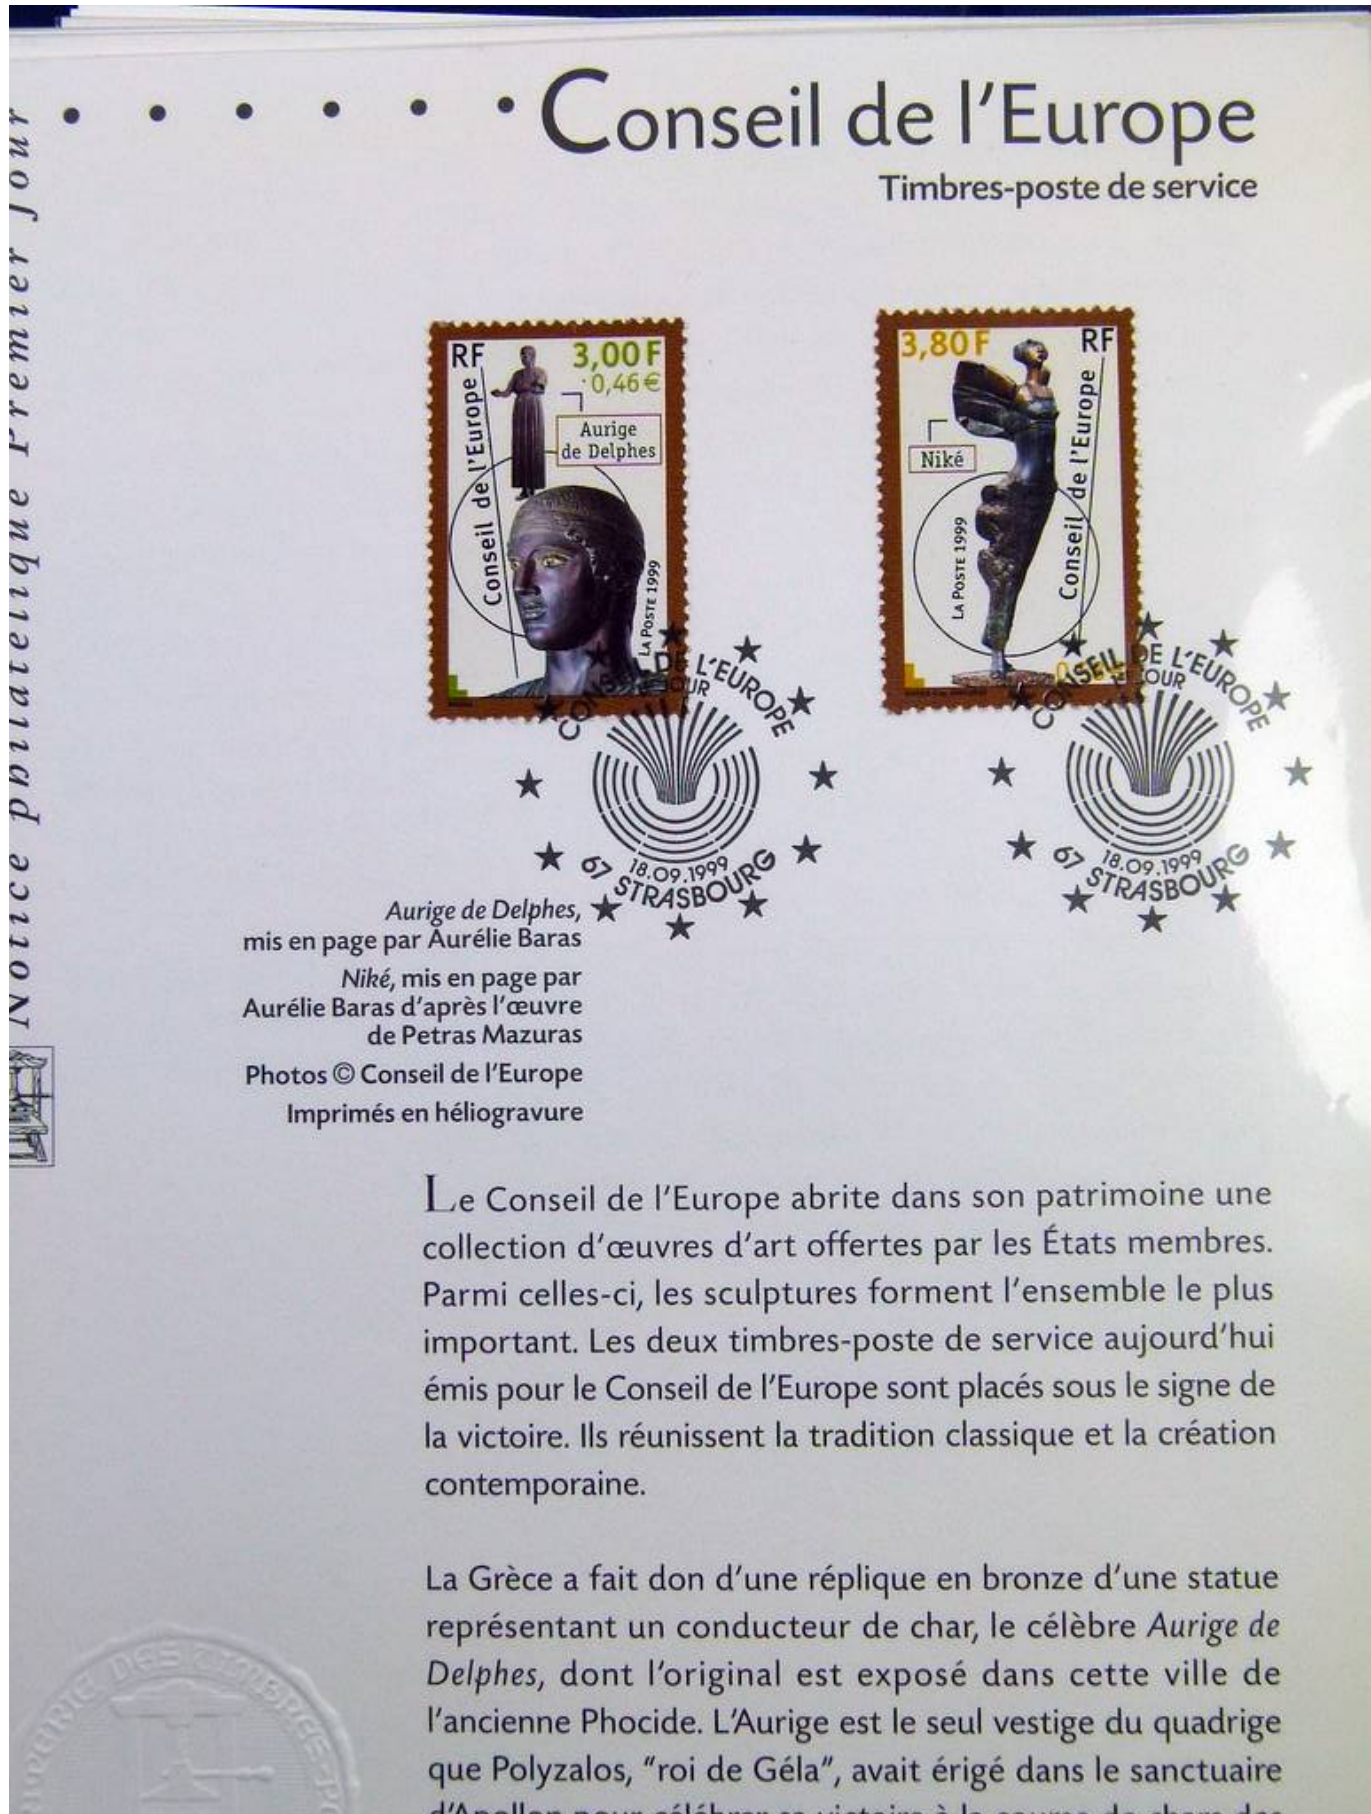 Conseil de l'Europe
Timbres-poste de service
Notice philatélique Premier Jour
RF
3,00 F
0,46 €
Conseil de l'Europe
Aurige
de Delphes
LA POSTE 1999
3,80 F
RF
Niké
Conseil de l'Europe
LA POSTE 1999
DE L'EUROPE
JOUR
18.09.1999
67 STRASBOURG
CONSEIL DE L'EUROPE
JOUR
18.09.1999
67 STRASBOURG
Aurige de Delphes,
mis en page par Aurélie Baras
Niké, mis en page par
Aurélie Baras d'après l'œuvre
de Petras Mazuras
Photos © Conseil de l'Europe
Imprimés en héliogravure
Le Conseil de l'Europe abrite dans son patrimoine une
collection d'œuvres d'art offertes par les États membres.
Parmi celles-ci, les sculptures forment l'ensemble le plus
important. Les deux timbres-poste de service aujourd'hui
émis pour le Conseil de l'Europe sont placés sous le signe de
la victoire. Ils réunissent la tradition classique et la création
contemporaine.
La Grèce a fait don d'une réplique en bronze d'une statue
représentant un conducteur de char, le célèbre Aurige de
Delphes, dont l'original est exposé dans cette ville de
l'ancienne Phocide. L'Aurige est le seul vestige du quadrige
que Polyzalos, "roi de Géla", avait érigé dans le sanctuaire
DES TIMBRES-PO